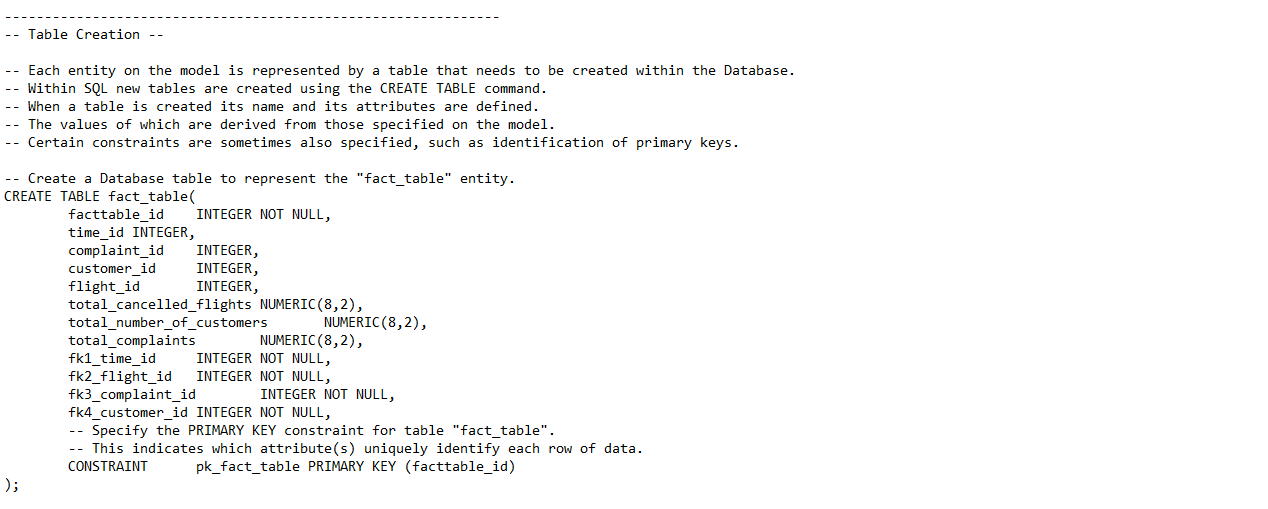 --------------------------------------------------------------
-- Table Creation --
-- Each entity on the model is represented by a table that needs to be created within the Database.
-- Within SQL new tables are created using the CREATE TABLE command.
-- When a table is created its name and its attributes are defined.
-- The values of which are derived from those specified on the model.
-- Certain constraints are sometimes also specified, such as identification of primary keys.
-- Create a Database table to represent the "fact_table" entity.
CREATE TABLE fact_table(
        facttable_id    INTEGER NOT NULL,
        time_id INTEGER,
        complaint_id    INTEGER,
        customer_id     INTEGER,
        flight_id       INTEGER,
        total_cancelled_flights NUMERIC(8,2),
        total_number_of_customers       NUMERIC(8,2),
        total_complaints        NUMERIC(8,2),
        fk1_time_id     INTEGER NOT NULL,
        fk2_flight_id   INTEGER NOT NULL,
        fk3_complaint_id        INTEGER NOT NULL,
        fk4_customer_id INTEGER NOT NULL,
        -- Specify the PRIMARY KEY constraint for table "fact_table".
        -- This indicates which attribute(s) uniquely identify each row of data.
        CONSTRAINT      pk_fact_table PRIMARY KEY (facttable_id)
);